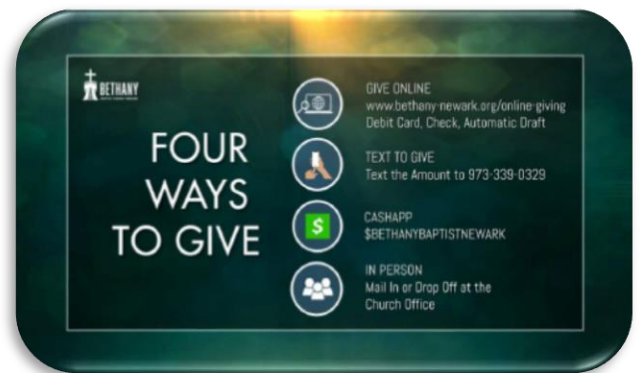 BETHANY
FOUR
WAYS
TO GIVE
GIVE ONLINE
www.bethany-newark.org/online-giving
Debit Card, Check, Automatic Draft
TEXT TO GIVE
Text the Amount to 973-339-0329
CASHAPP
$BETHANYBAPTISTNEWARK
IN PERSON
Mail In or Drop Off at the
Church Office